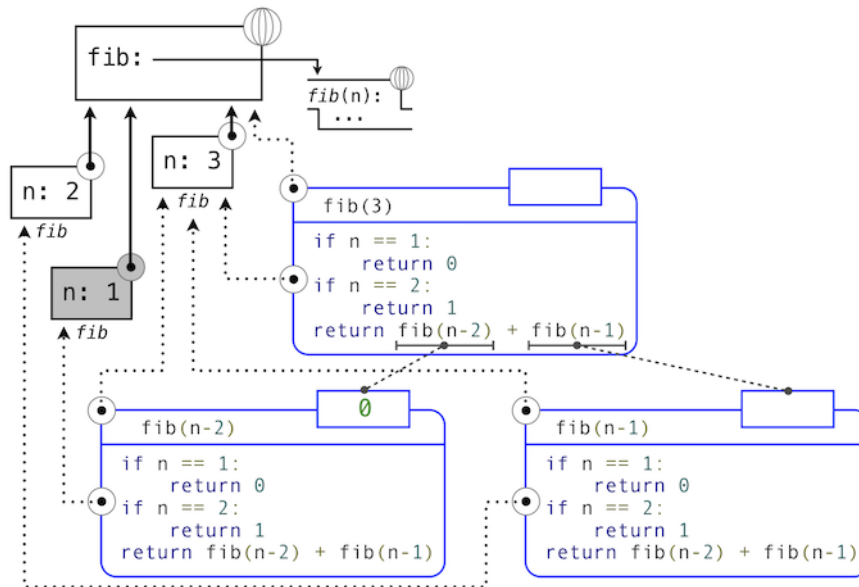 fib:
fib(n):
...
n: 3
fib
n: 2
fib
n: 1
fib
fib(3)
if n == 1:
return 0
if n == 2:
return 1
return fib(n-2) + fib(n-1)
0
fib(n-2)
if n == 1:
return 0
if n == 2:
return 1
return fib(n-2) + fib(n-1)
fib(n-1)
if n == 1:
return 0
if n == 2:
return 1
return fib(n-2) + fib(n-1)